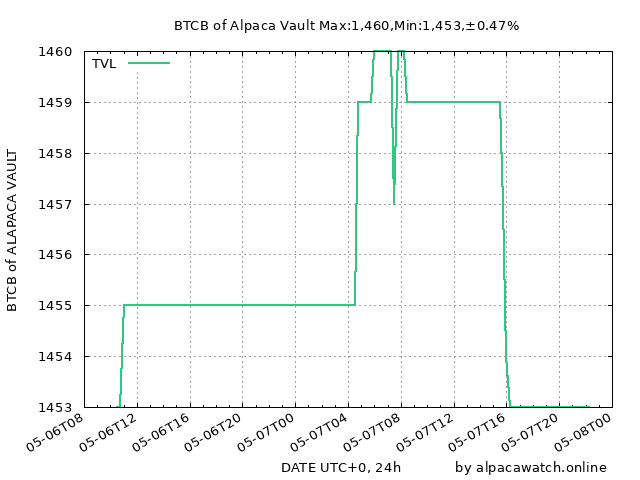 BTCB of Alpaca Vault Max:1,460,Min:1,453,±0.47%
TVL
1460
1459
1458
1457
1456
1455
1454
1453
BTCB of ALAPACA VAULT
05-06T08
05-06T12
05-06T16
05-06T20
05-07T00
05-07T04
05-07T08
05-07T12
05-07T16
05-07T20
05-08T00
DATE UTC+0, 24h
by alpacawatch.online